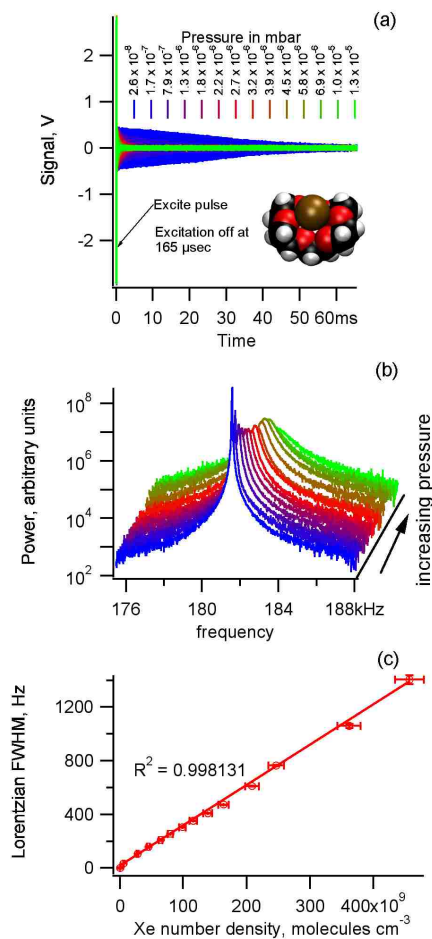 (a)
Pressure in mbar
2.6 x 10⁻⁸
1.7 x 10⁻⁷
7.9 x 10⁻⁷
1.3 x 10⁻⁶
1.8 x 10⁻⁶
2.2 x 10⁻⁶
2.7 x 10⁻⁶
3.2 x 10⁻⁶
3.9 x 10⁻⁶
4.5 x 10⁻⁶
5.8 x 10⁻⁶
6.9 x 10⁻⁶
1.0 x 10⁻⁵
1.3 x 10⁻⁵
Signal, V
2
1
0
-1
-2
Excite pulse
Excitation off at
165 µsec
0 10 20 30 40 50 60ms
Time
(b)
Power, arbitrary units
10⁸
10⁶
10⁴
10²
176 180 184 188kHz
frequency
increasing pressure
(c)
Lorentzian FWHM, Hz
1200
800
400
0
R² = 0.998131
0 100 200 300 400x10⁹
Xe number density, molecules cm⁻³